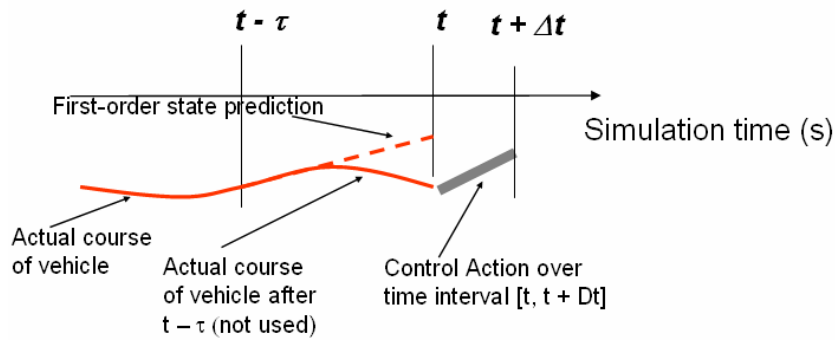 t - τ
t
t + Δt
First-order state prediction
Simulation time (s)
Actual course
of vehicle
Actual course
of vehicle after
t – τ (not used)
Control Action over
time interval [t, t + Dt]